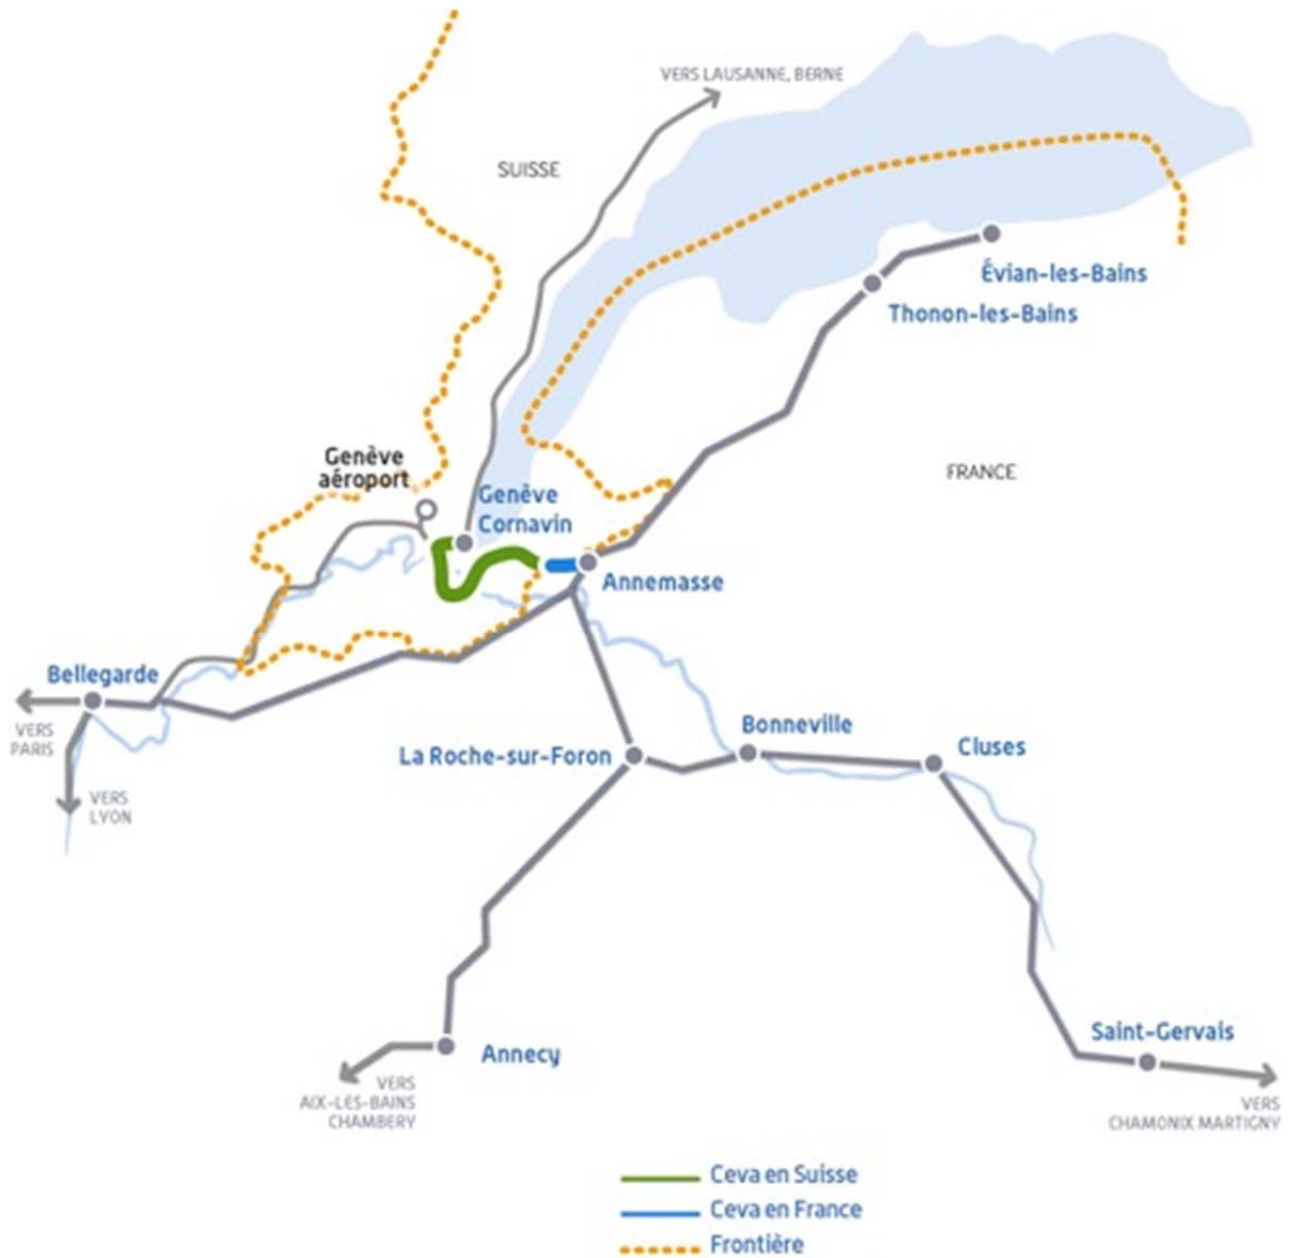 VERS LAUSANNE, BERNE
SUISSE
Évian-les-Bains
Thonon-les-Bains
FRANCE
Genève
aéroport
Genève
Cornavin
Annemasse
Bellegarde
VERS
PARIS
VERS
LYON
La Roche-sur-Foron
Bonneville
Cluses
Annecy
VERS
AIX-LES-BAINS
CHAMBERY
Saint-Gervais
VERS
CHAMONIX MARTIGNY
Ceva en Suisse
Ceva en France
Frontière